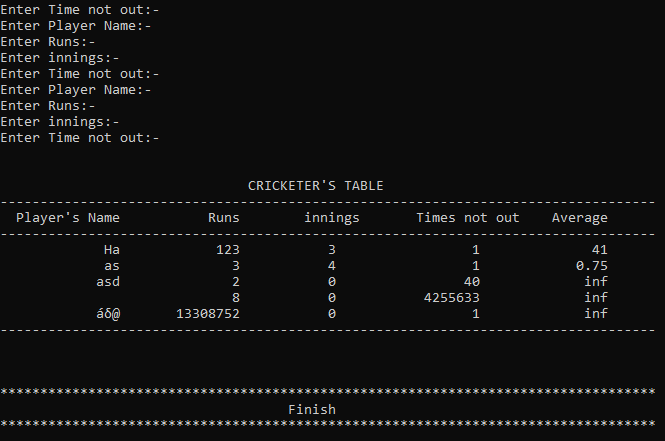 Enter Time not out:-
Enter Player Name:-
Enter Runs:-
Enter innings:-
Enter Time not out:-
Enter Player Name:-
Enter Runs:-
Enter innings:-
Enter Time not out:-
CRICKETER'S TABLE
----------------------------------------------------------------------------------
Player's Name Runs innings Times not out Average
----------------------------------------------------------------------------------
Ha 123 3 1 41
as 3 4 1 0.75
asd 2 0 40 inf
8 0 4255633 inf
áδ@ 13308752 0 1 inf
----------------------------------------------------------------------------------
**********************************************************************************
Finish
**********************************************************************************